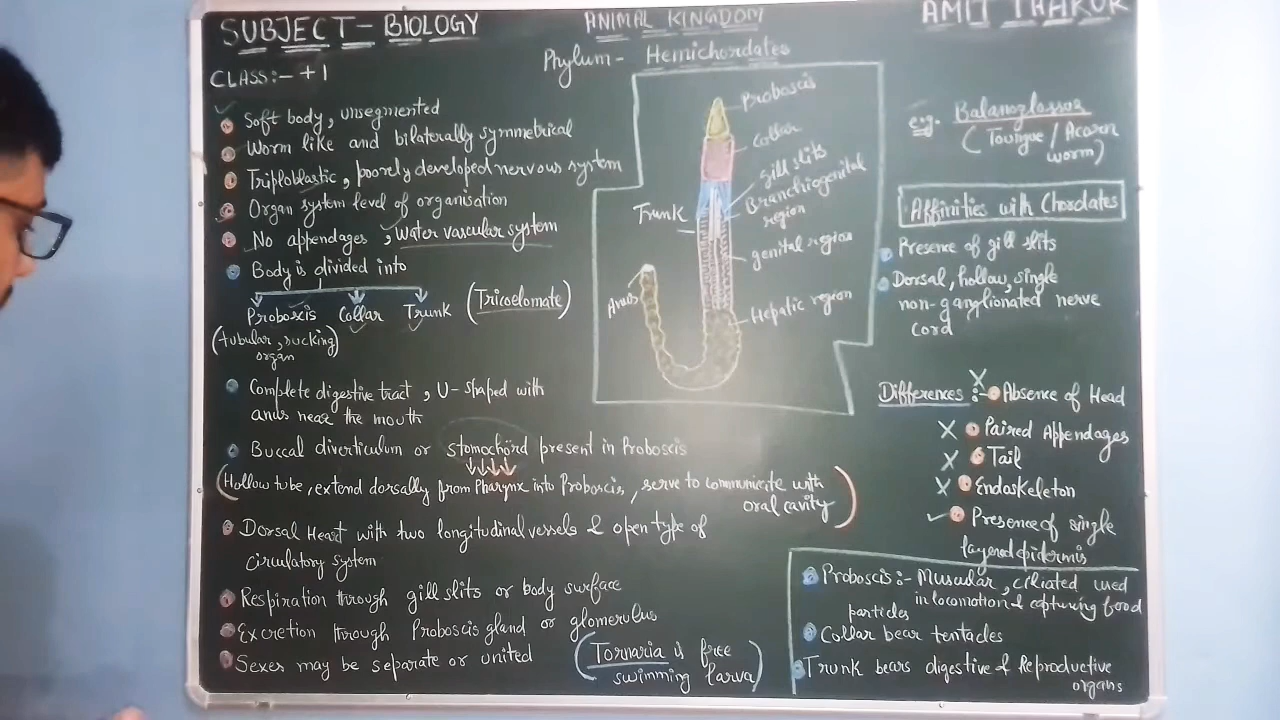 SUBJECT - BIOLOGY
ANIMAL KINGDOM
AMIT THAKUR
CLASS:- +1
Phylum - Hemichordates
Soft body, unsegmented
Worm like and bilaterally symmetrical
Triploblastic, poorely developed nervous system
Organ system level of organisation
No appendages, Water vascular system
Body is divided into
Proboscis Collar Trunk (Tricoelomate)
(tubular, sucking)
organ
Complete digestive tract, U-shaped with
anus near the mouth
Buccal diverticulum or stomochord present in Proboscis
(Hollow tube, extend dorsally from Pharynx into Proboscis, serve to communicate with
oral cavity)
Dorsal Heart with two longitudinal vessels & open type of
circulatory system
Respiration through gill slits or body surface
Excretion through Proboscis gland or glomerulus
Sexes may be separate or united
(Tornaria is free
swimming larva)
Proboscis
Collar
Gill slits
Branchiogenital
region
Trunk
genital region
Anus
Hepatic region
e.g. Balanoglossus
(Toungue / Acorn
worm)
Affinities with Chordates
Presence of gill slits
Dorsal, hollow, single
non-ganglionated nerve
cord
Differences :- Absence of Head
X Paired Appendages
X Tail
X Endoskeleton
Presence of single
layered epidermis
Proboscis:- Muscular, ciliated used
in locomotion & capturing food
particles
Collar bear tentacles
Trunk bears digestive & Reproductive
organs